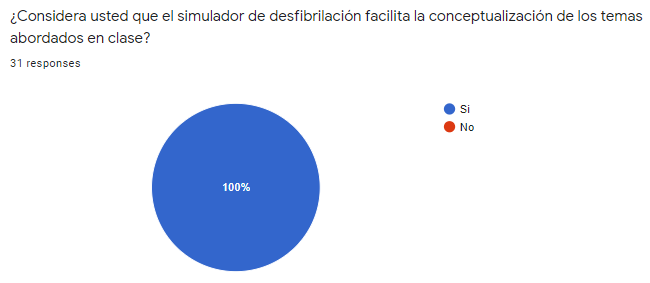 ¿Considera usted que el simulador de desfibrilación facilita la conceptualización de los temas
abordados en clase?
31 responses
Si
No
100%